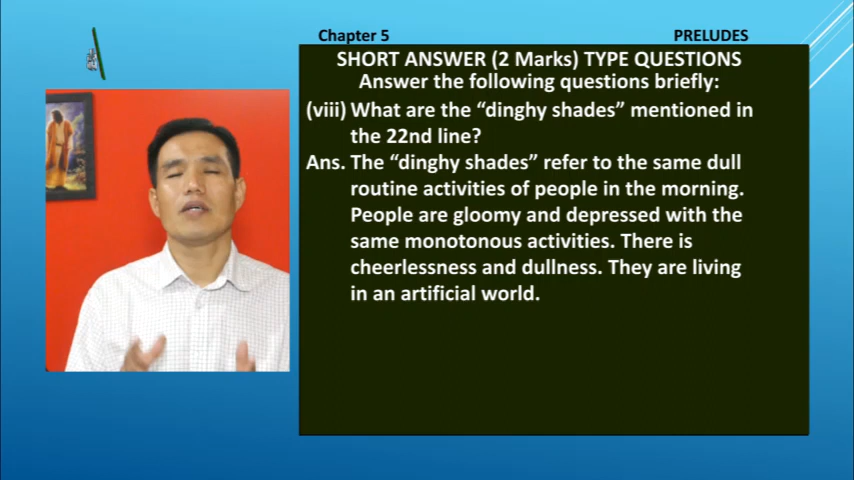 Chapter 5 PRELUDES
SHORT ANSWER (2 Marks) TYPE QUESTIONS
Answer the following questions briefly:
(viii) What are the “dinghy shades” mentioned in
the 22nd line?
Ans. The “dinghy shades” refer to the same dull
routine activities of people in the morning.
People are gloomy and depressed with the
same monotonous activities. There is
cheerlessness and dullness. They are living
in an artificial world.